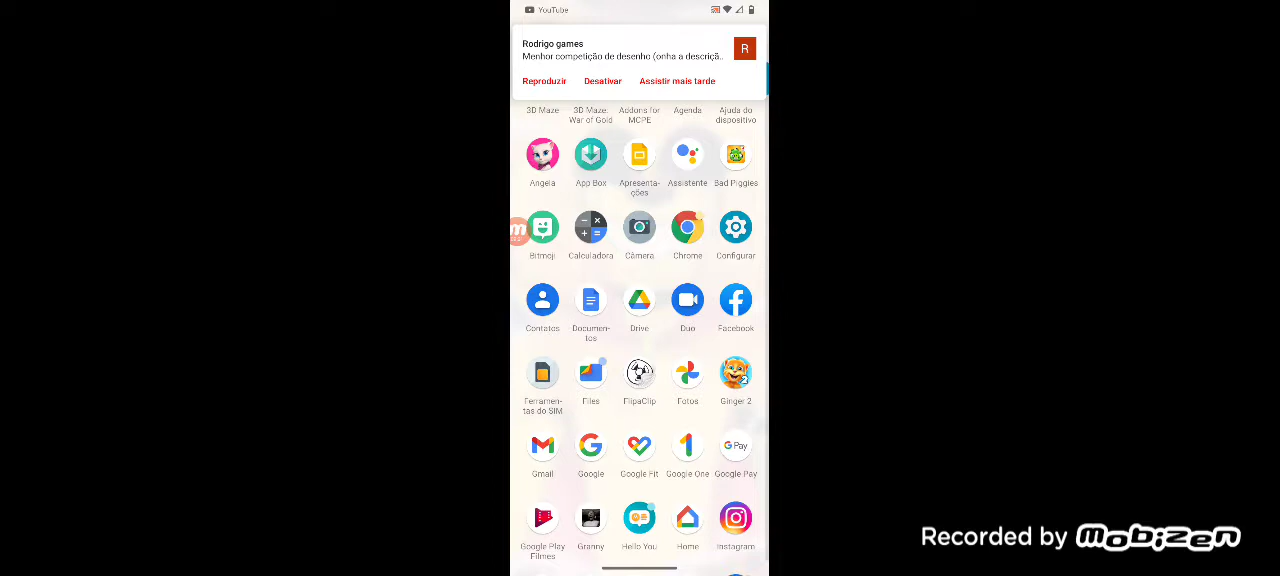 YouTube
Rodrigo games
R
Menhor competição de desenho (onha a descriçã..
Reproduzir Desativar Assistir mais tarde
3D Maze 3D Maze: War of Gold Addons for MCPE Agenda Ajuda do dispositivo
Angela App Box Apresenta-ções Assistente Bad Piggies
m
Bitmoji Calculadora Câmera Chrome Configurar
Contatos Documen-tos Drive Duo Facebook
2
Ferramen-tas do SIM Files FlipaClip Fotos Ginger 2
G Pay
Gmail Google Google Fit Google One Google Pay
Google Play Filmes Granny Hello You Home Instagram
Recorded by mobizen